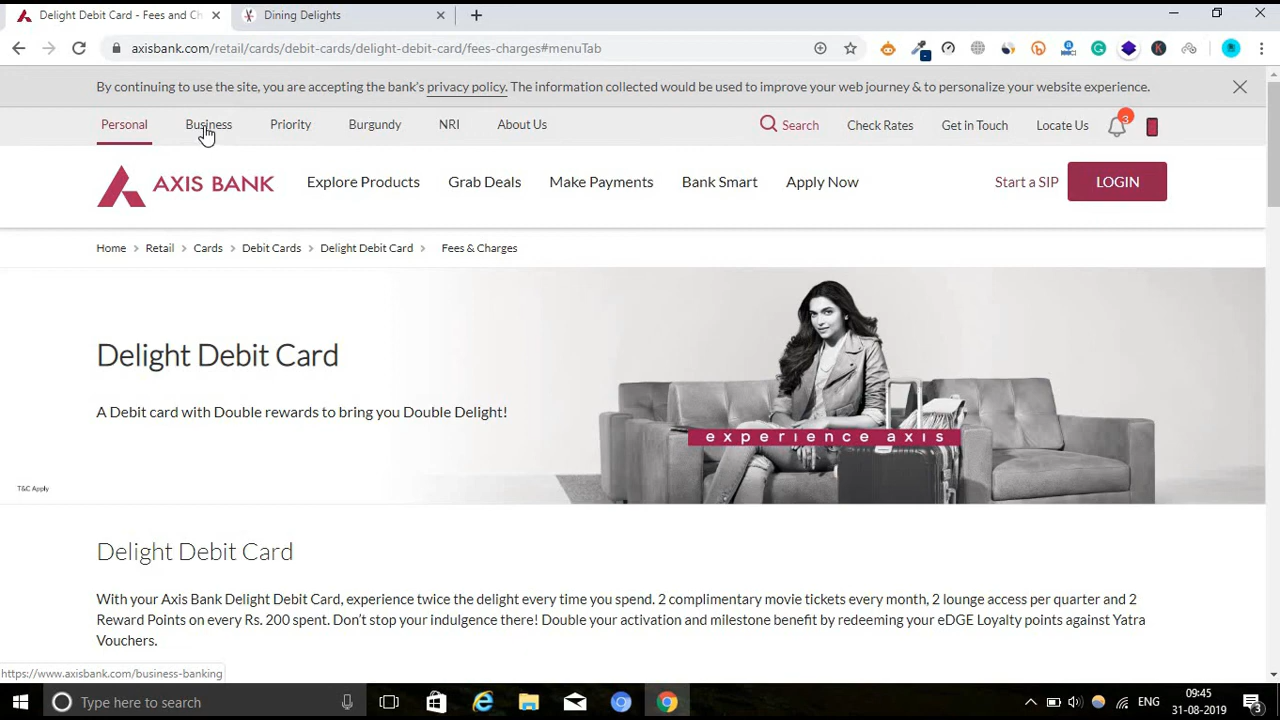 Delight Debit Card - Fees and Ch
Dining Delights
axisbank.com/retail/cards/debit-cards/delight-debit-card/fees-charges#menuTab
By continuing to use the site, you are accepting the bank's privacy policy. The information collected would be used to improve your web journey & to personalize your website experience.
Personal Business Priority Burgundy NRI About Us Search Check Rates Get in Touch Locate Us 3
AXIS BANK Explore Products Grab Deals Make Payments Bank Smart Apply Now Start a SIP LOGIN
Home > Retail > Cards > Debit Cards > Delight Debit Card > Fees & Charges
Delight Debit Card
A Debit card with Double rewards to bring you Double Delight!
experience axis
T&C Apply
Delight Debit Card
With your Axis Bank Delight Debit Card, experience twice the delight every time you spend. 2 complimentary movie tickets every month, 2 lounge access per quarter and 2
Reward Points on every Rs. 200 spent. Don't stop your indulgence there! Double your activation and milestone benefit by redeeming your eDGE Loyalty points against Yatra
Vouchers.
https://www.axisbank.com/business-banking
Type here to search
ENG
09:45
31-08-2019
3